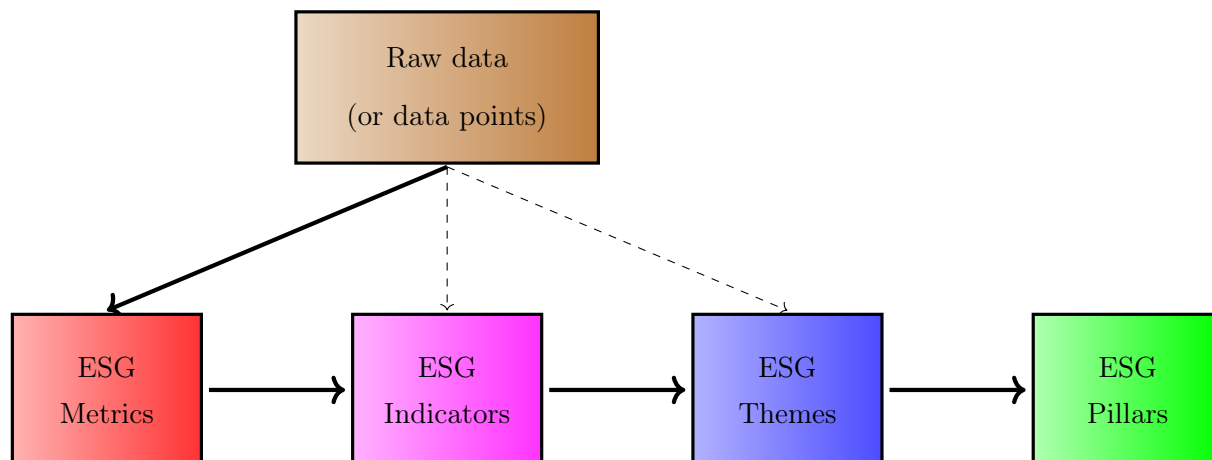 Raw data
(or data points)
ESG
Metrics
ESG
Indicators
ESG
Themes
ESG
Pillars